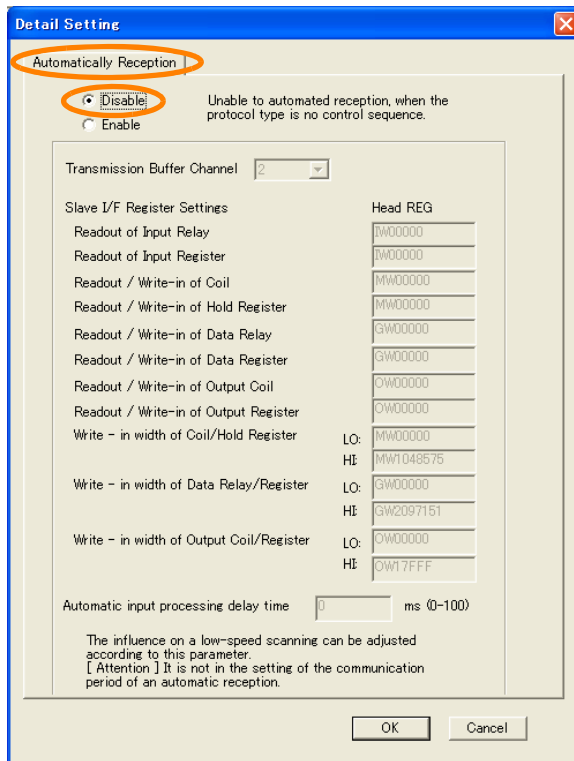 Detail Setting
Automatically Reception
Disable
Enable
Unable to automated reception, when the
protocol type is no control sequence.
Transmission Buffer Channel 2
Slave I/F Register Settings Head REG
Readout of Input Relay IW00000
Readout of Input Register IW00000
Readout / Write-in of Coil MW00000
Readout / Write-in of Hold Register MW00000
Readout / Write-in of Data Relay GW00000
Readout / Write-in of Data Register GW00000
Readout / Write-in of Output Coil OW00000
Readout / Write-in of Output Register OW00000
Write - in width of Coil/Hold Register LO: MW00000
HI: MW1048575
Write - in width of Data Relay/Register LO: GW00000
HI: GW2097151
Write - in width of Output Coil/Register LO: OW00000
HI: OW17FFF
Automatic input processing delay time 0 ms (0-100)
The influence on a low-speed scanning can be adjusted
according to this parameter.
[ Attention ] It is not in the setting of the communication
period of an automatic reception.
OK Cancel